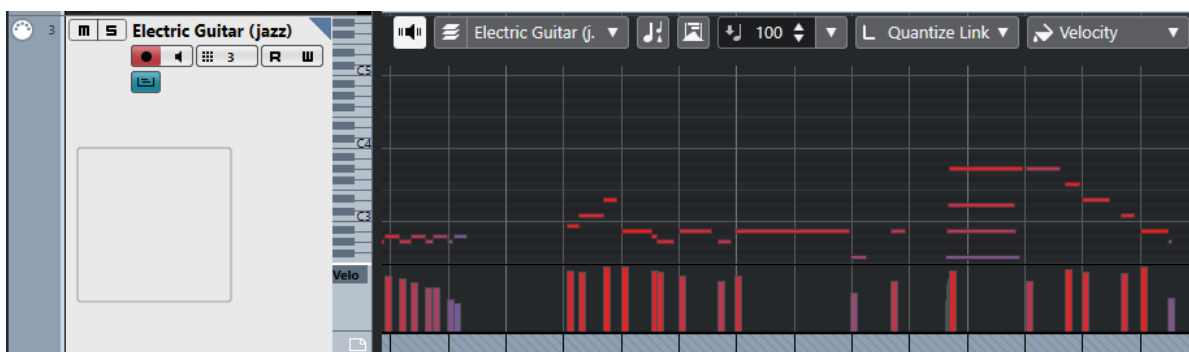 3 M S Electric Guitar (jazz)
3 R W
Electric Guitar (j. 100 L Quantize Link Velocity
C5
C4
C3
Velo